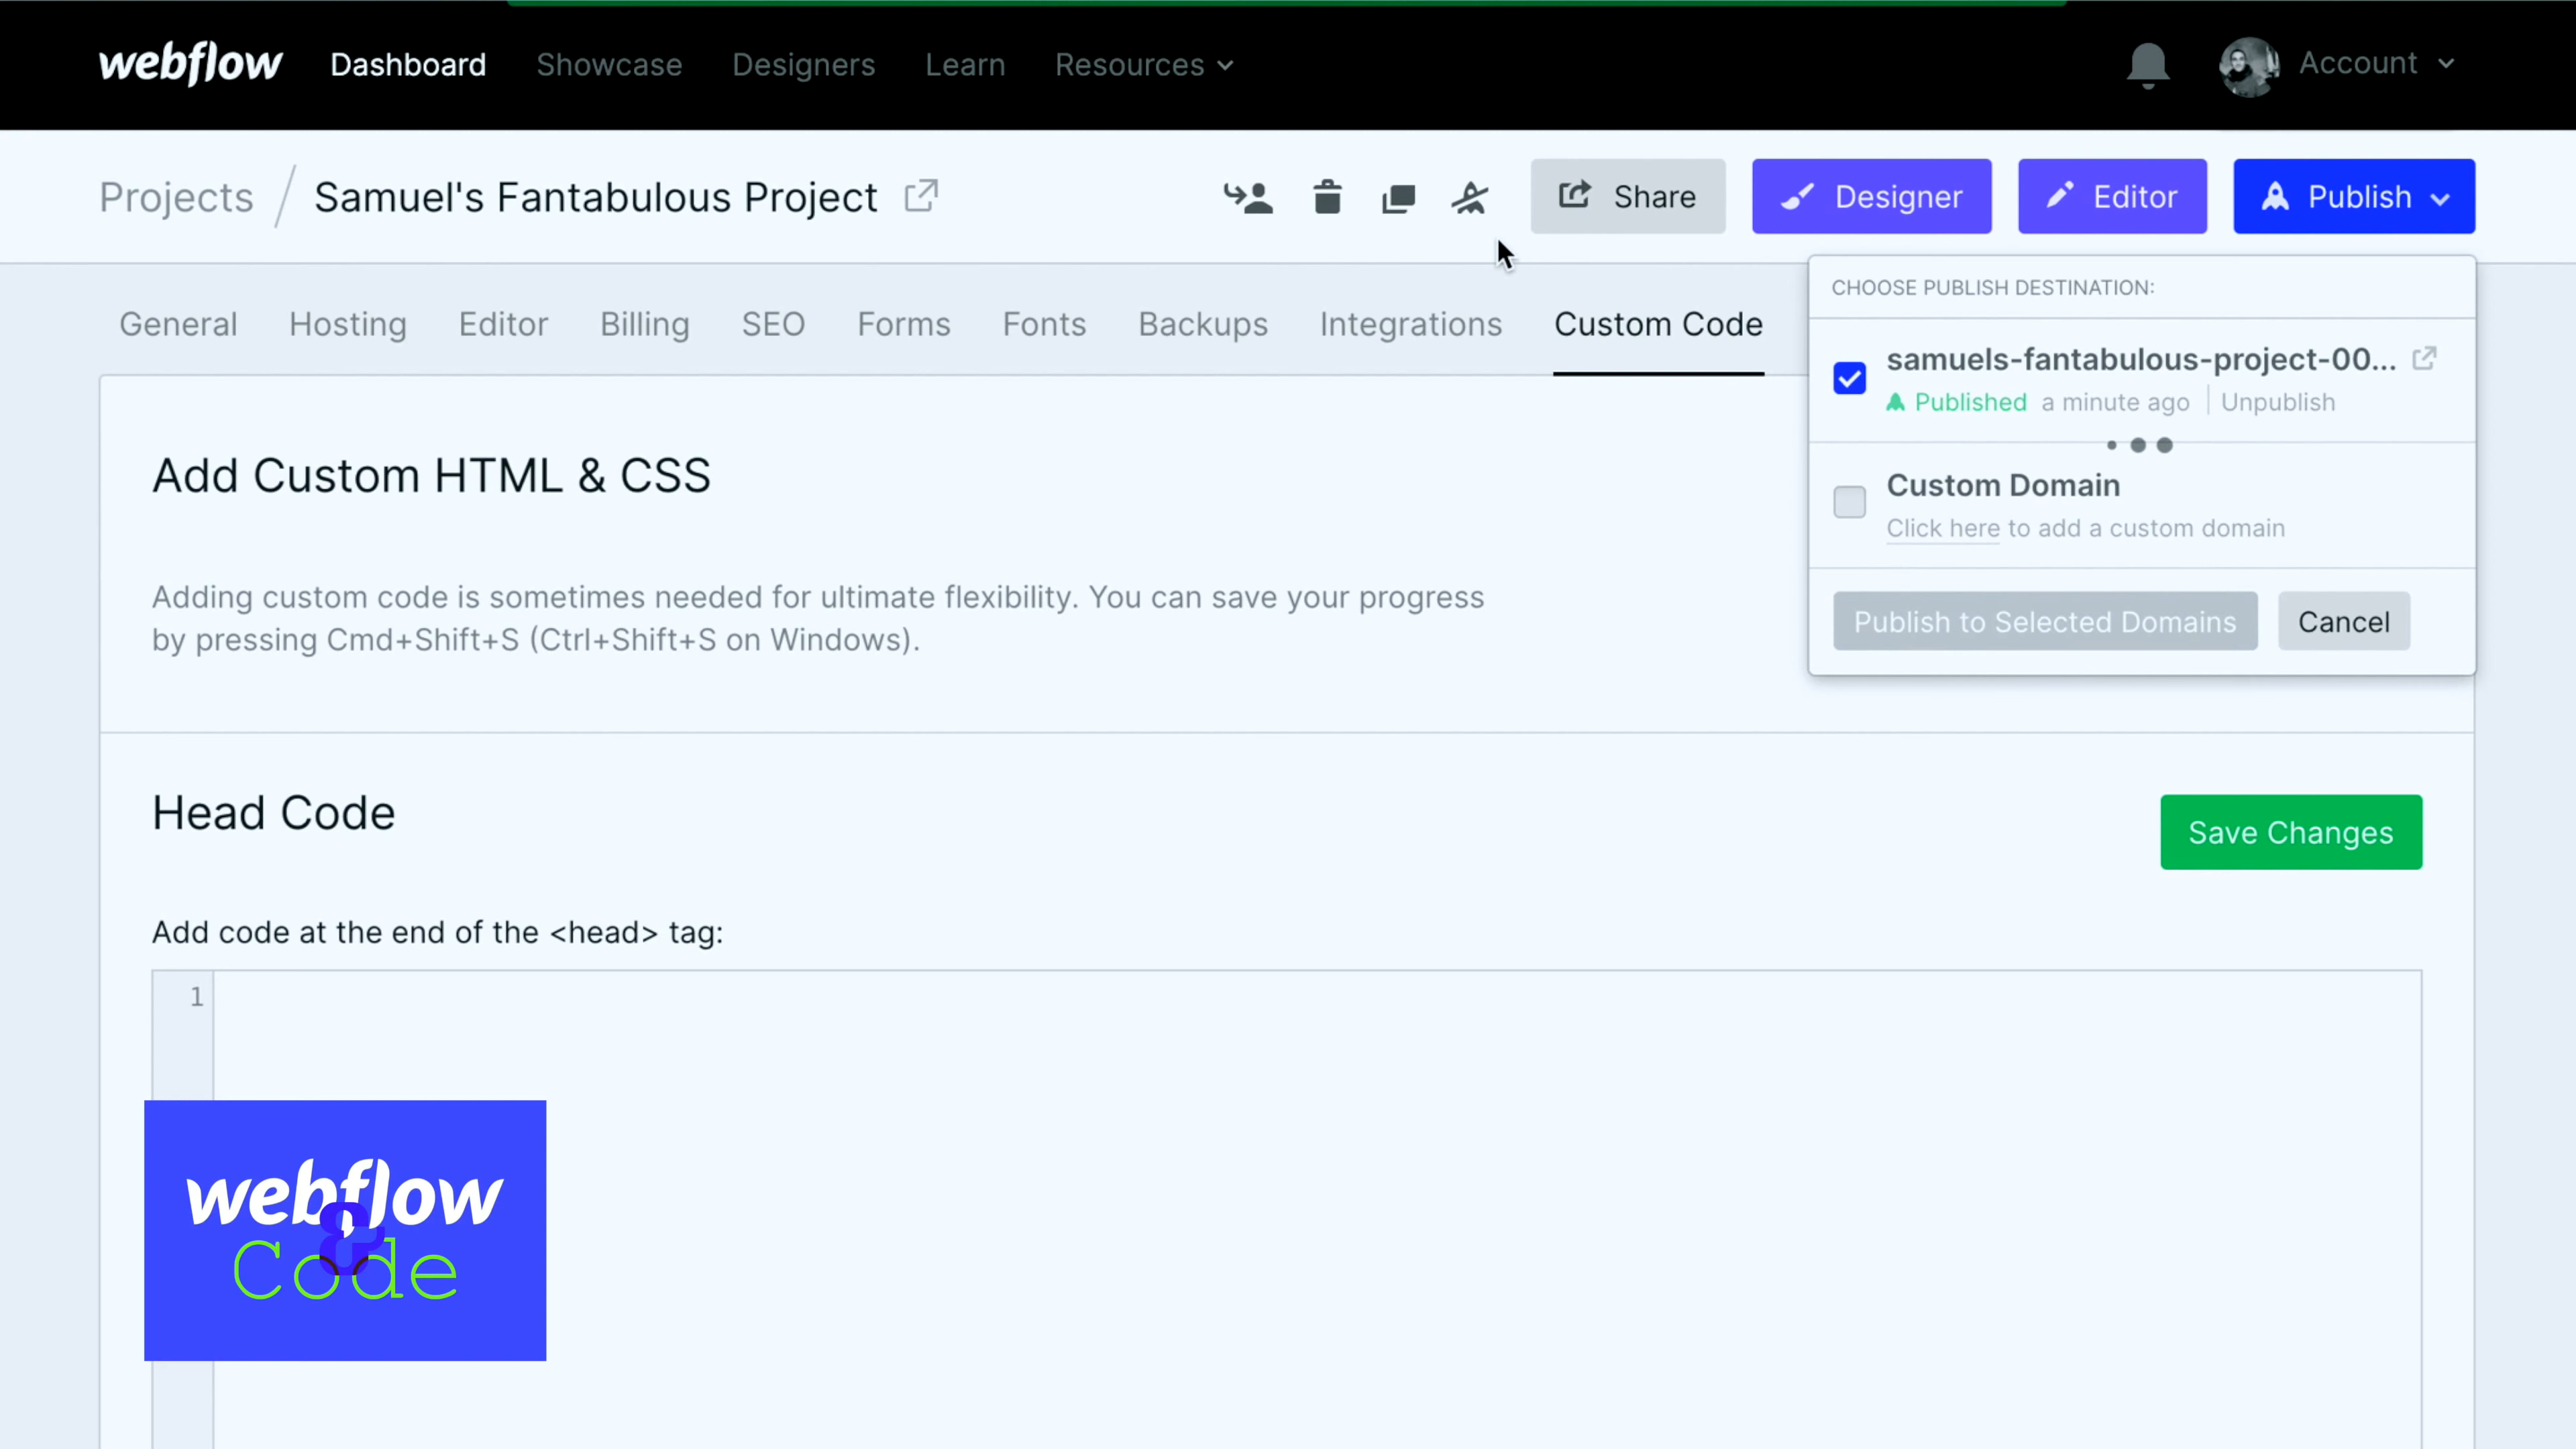 webflow Dashboard Showcase Designers Learn Resources Account
Projects / Samuel's Fantabulous Project Share Designer Editor Publish
General Hosting Editor Billing SEO Forms Fonts Backups Integrations Custom Code
CHOOSE PUBLISH DESTINATION:
samuels-fantabulous-project-00...
Published a minute ago | Unpublish
Custom Domain
Click here to add a custom domain
Publish to Selected Domains Cancel
Add Custom HTML & CSS
Adding custom code is sometimes needed for ultimate flexibility. You can save your progress
by pressing Cmd+Shift+S (Ctrl+Shift+S on Windows).
Head Code
Save Changes
Add code at the end of the <head> tag:
1
webflow
&
Code